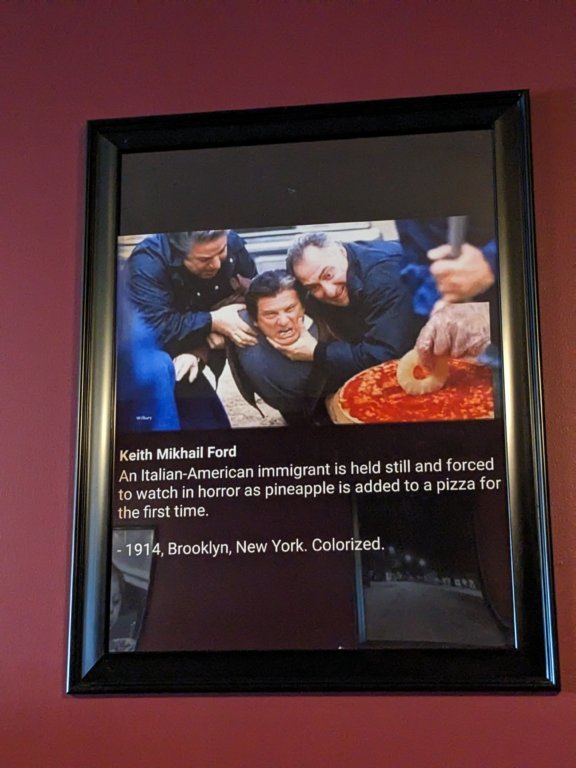 Wilkey
Keith Mikhail Ford
An Italian-American immigrant is held still and forced
to watch in horror as pineapple is added to a pizza for
the first time.
- 1914, Brooklyn, New York. Colorized.